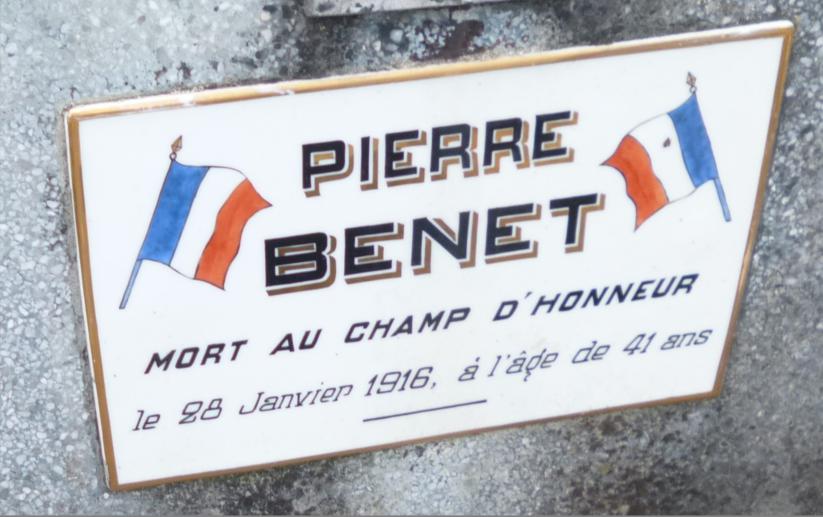 PIERRE
BENET
MORT AU CHAMP D'HONNEUR
le 28 Janvier 1916, á l'âge de 41 ans